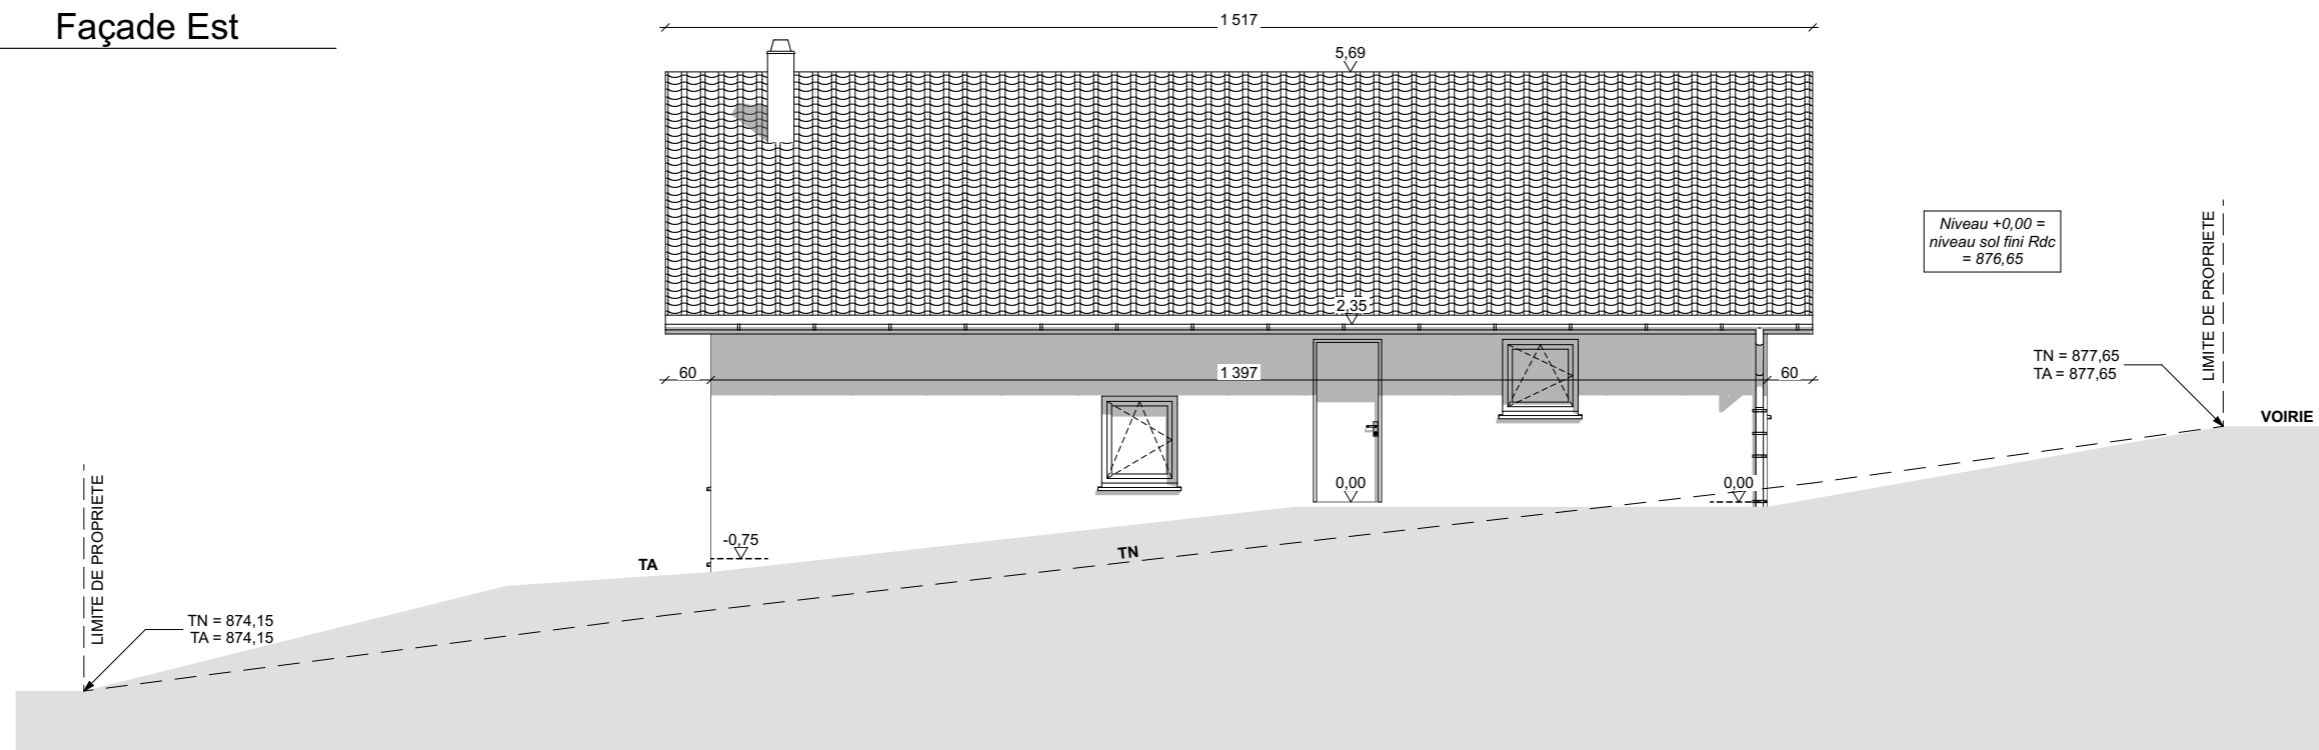 Façade Est
1 517
5,69
Niveau +0,00 =
niveau sol fini Rdc
= 876,65
LIMITE DE PROPRIETE
2,35
TN = 877,65
TA = 877,65
60
1 397
60
VOIRIE
LIMITE DE PROPRIETE
0,00
0,00
-0,75
TA
TN
TN = 874,15
TA = 874,15